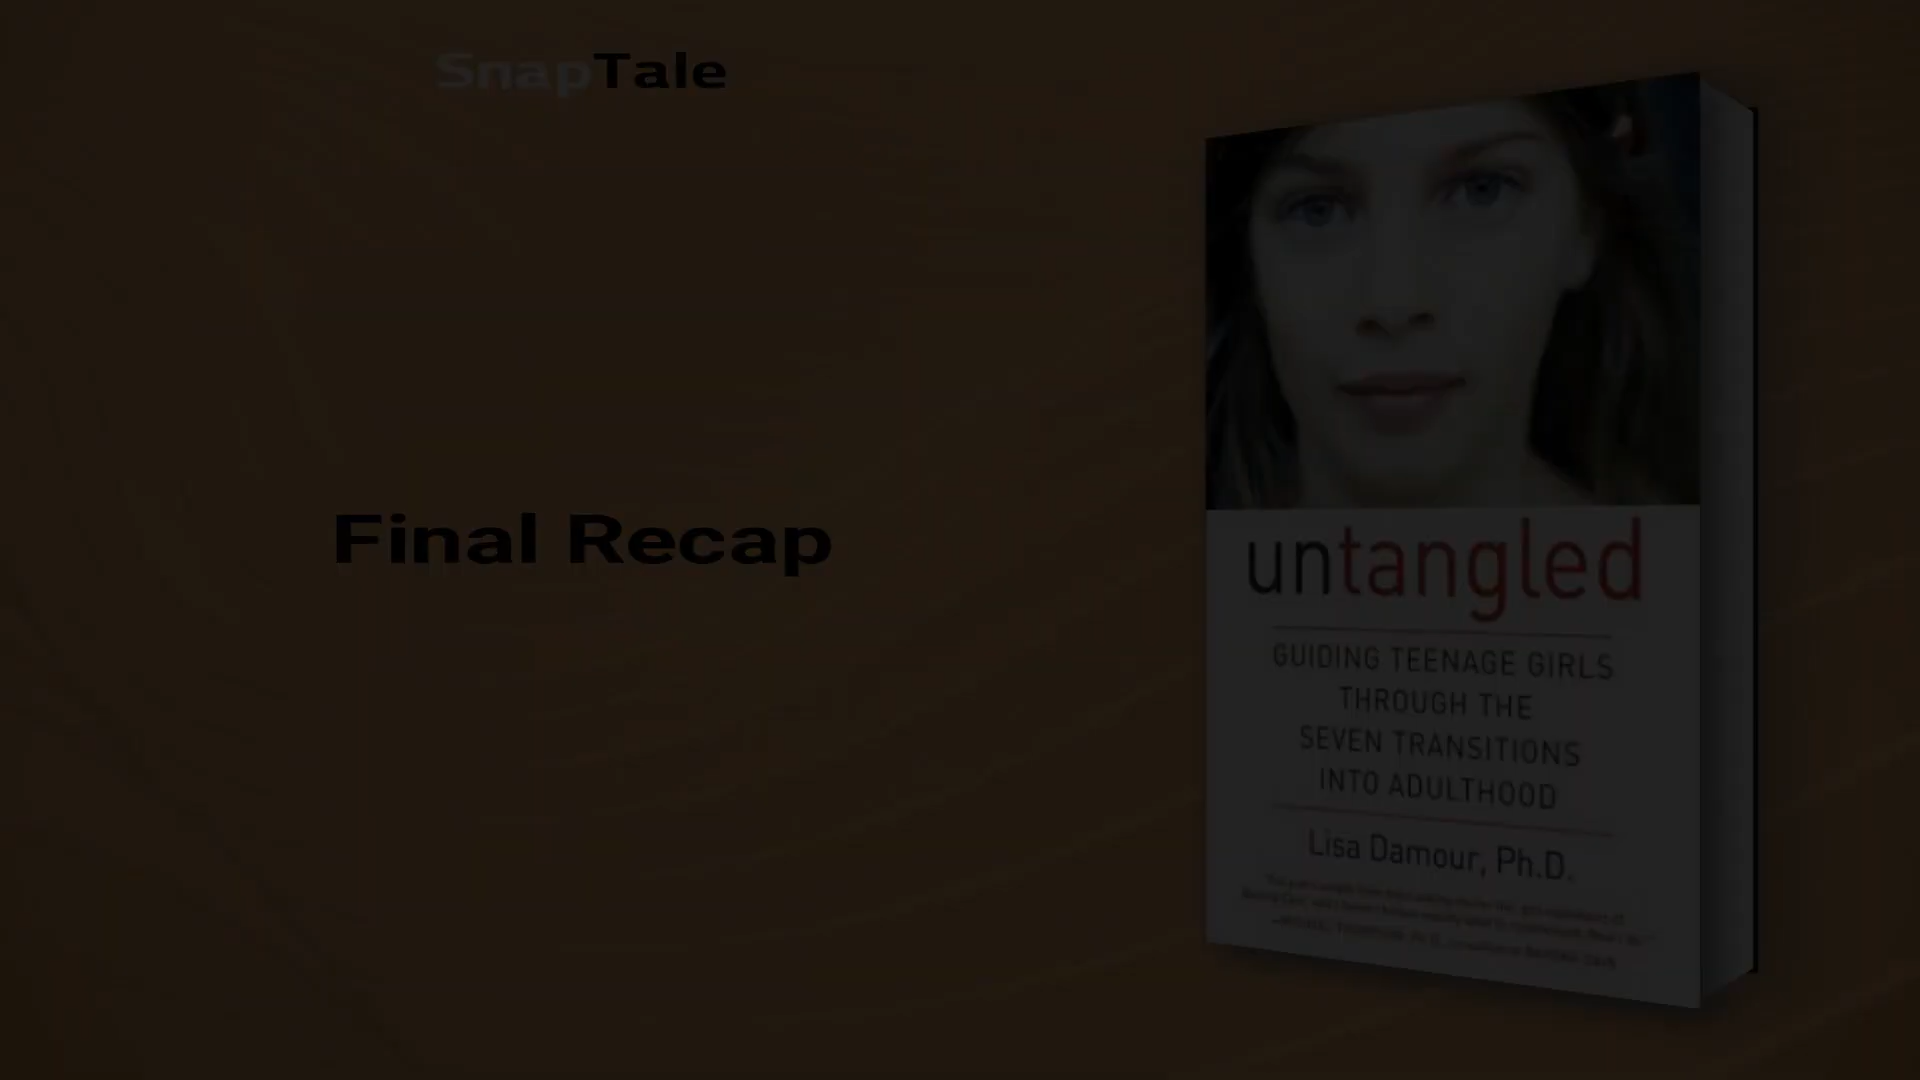 SnapTale
Final Recap
untangled
GUIDING TEENAGE GIRLS
THROUGH THE
SEVEN TRANSITIONS
INTO ADULTHOOD
Lisa Damour, Ph.D.